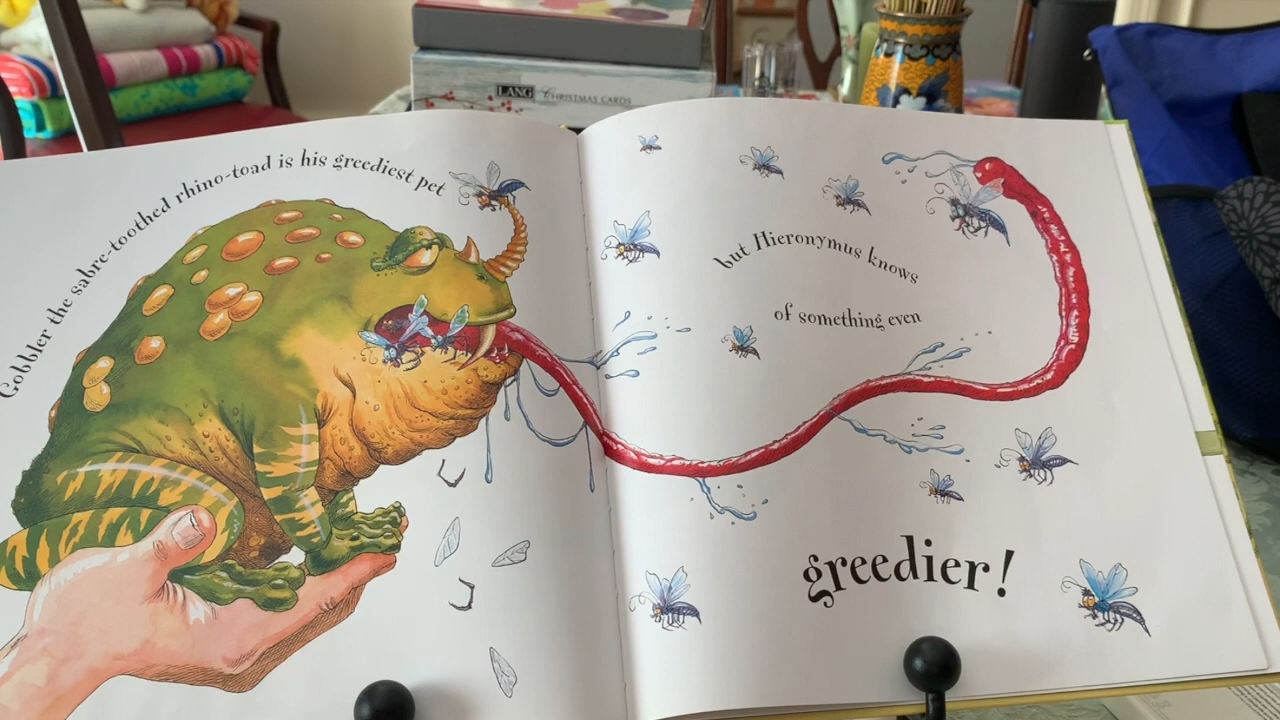 LANG CHRISTMAS CARDS
Gobbler the sabre-toothed rhino-toad is his greediest pet
but Hieronymus knows
of something even
greedier!